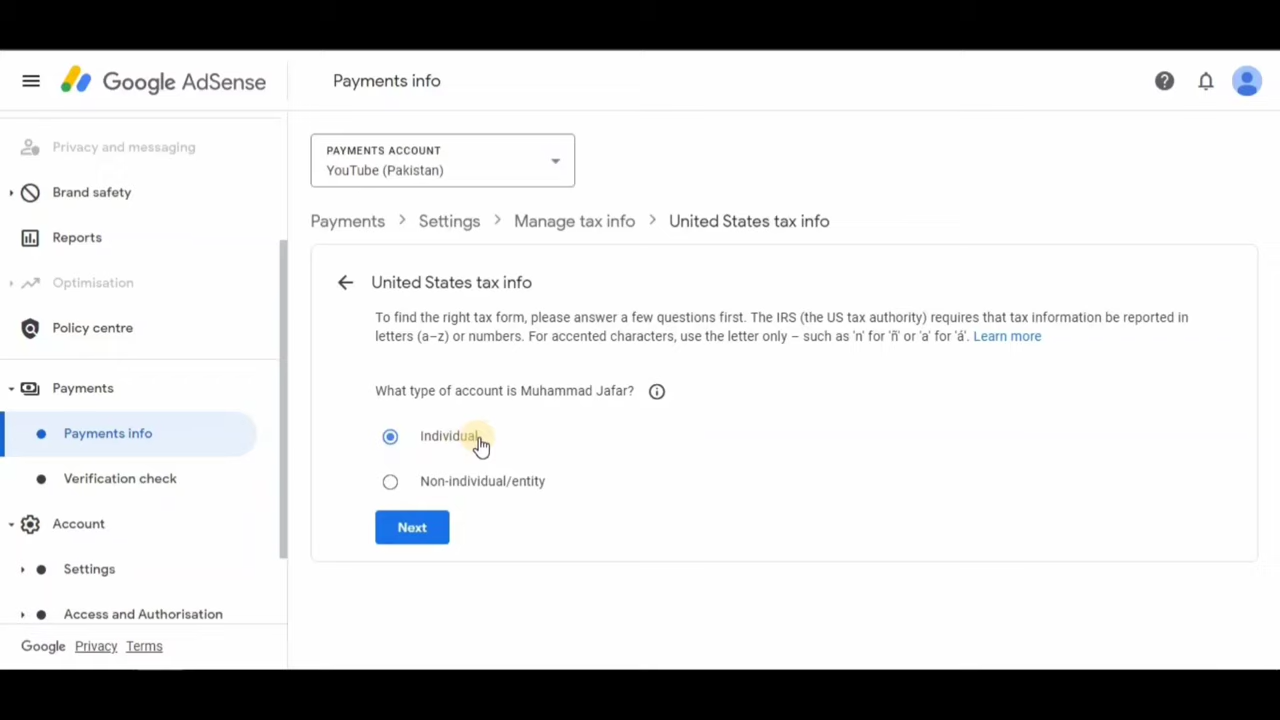 Google AdSense
Payments info
Privacy and messaging
Brand safety
Reports
Optimisation
Policy centre
Payments
Payments info
Verification check
Account
Settings
Access and Authorisation
Google Privacy Terms
PAYMENTS ACCOUNT
YouTube (Pakistan)
Payments > Settings > Manage tax info > United States tax info
United States tax info
To find the right tax form, please answer a few questions first. The IRS (the US tax authority) requires that tax information be reported in
letters (a–z) or numbers. For accented characters, use the letter only – such as 'n' for 'ñ' or 'a' for 'á'. Learn more
What type of account is Muhammad Jafar?
Individual
Non-individual/entity
Next